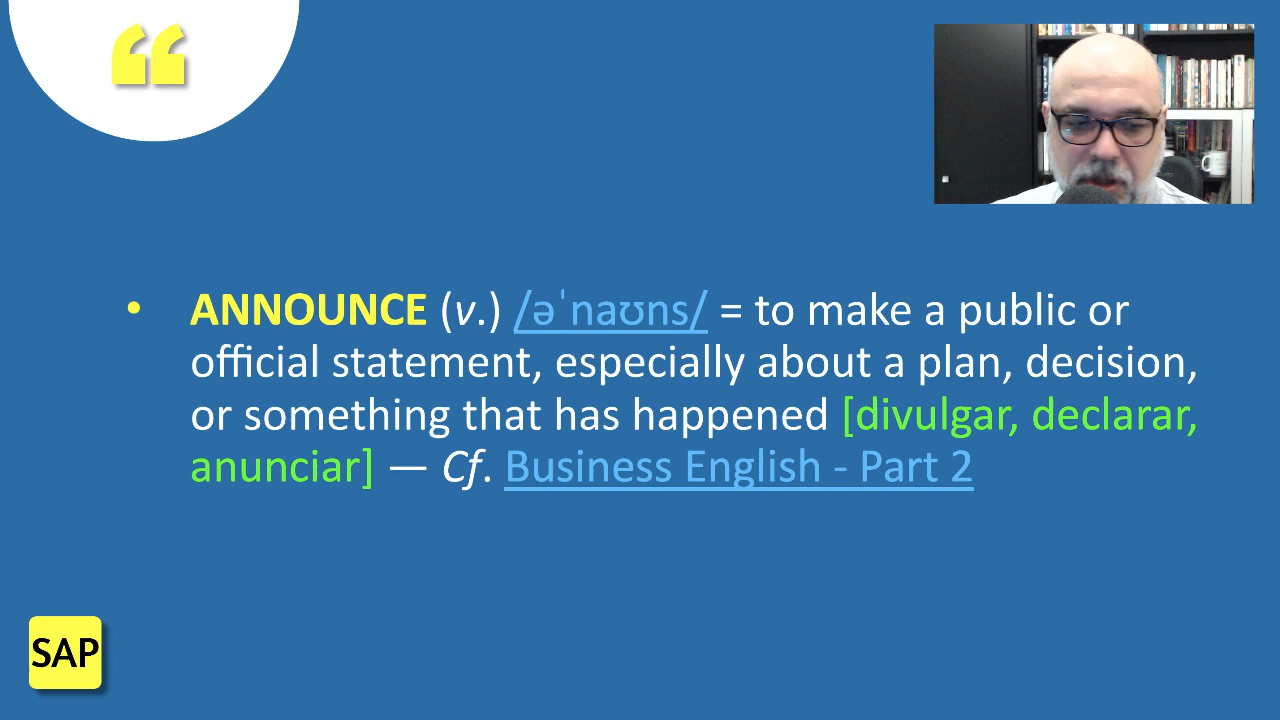 “
• ANNOUNCE (v.) /əˈnaʊns/ = to make a public or
official statement, especially about a plan, decision,
or something that has happened [divulgar, declarar,
anunciar] — Cf. Business English - Part 2
SAP